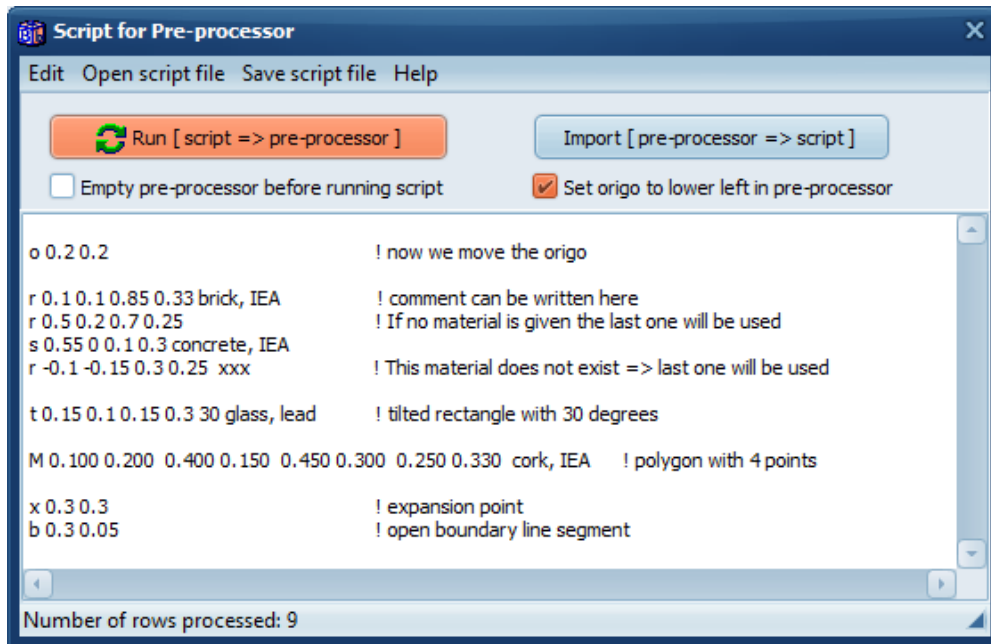 Script for Pre-processor
Edit Open script file Save script file Help
Run [ script => pre-processor ] Import [ pre-processor => script ]
Empty pre-processor before running script Set origo to lower left in pre-processor
o 0.2 0.2 ! now we move the origo
r 0.1 0.1 0.85 0.33 brick, IEA ! comment can be written here
r 0.5 0.2 0.7 0.25 ! If no material is given the last one will be used
s 0.55 0 0.1 0.3 concrete, IEA
r -0.1 -0.15 0.3 0.25 xxx ! This material does not exist => last one will be used
t 0.15 0.1 0.15 0.3 30 glass, lead ! tilted rectangle with 30 degrees
M 0.100 0.200 0.400 0.150 0.450 0.300 0.250 0.330 cork, IEA ! polygon with 4 points
x 0.3 0.3 ! expansion point
b 0.3 0.05 ! open boundary line segment
Number of rows processed: 9